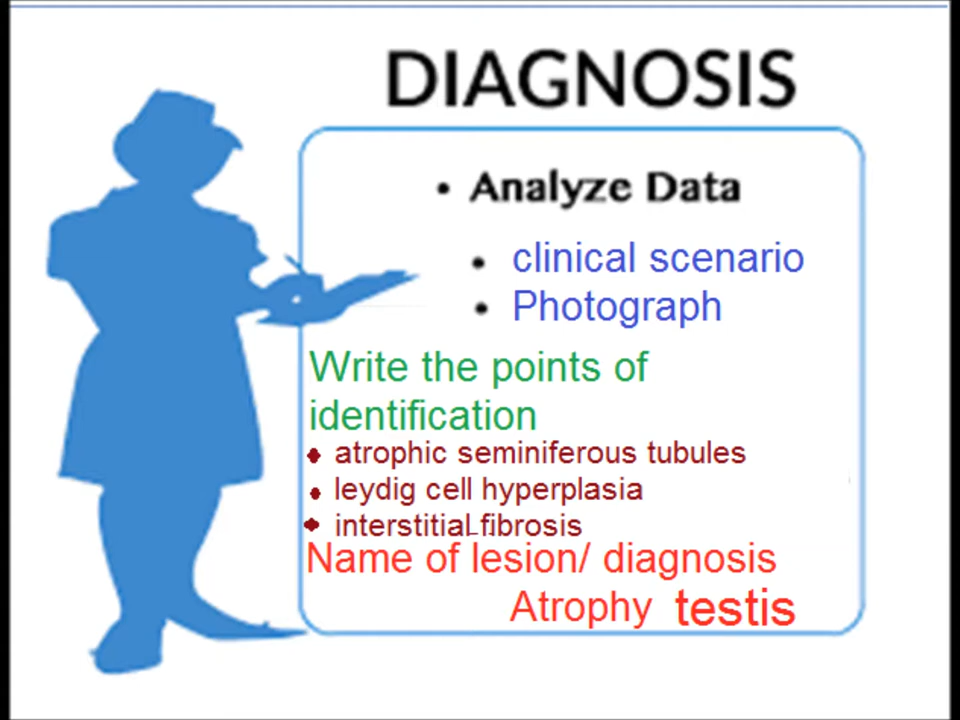 DIAGNOSIS
• Analyze Data
• clinical scenario
• Photograph
Write the points of
identification
• atrophic seminiferous tubules
• leydig cell hyperplasia
• interstitial fibrosis
Name of lesion/ diagnosis
Atrophy testis